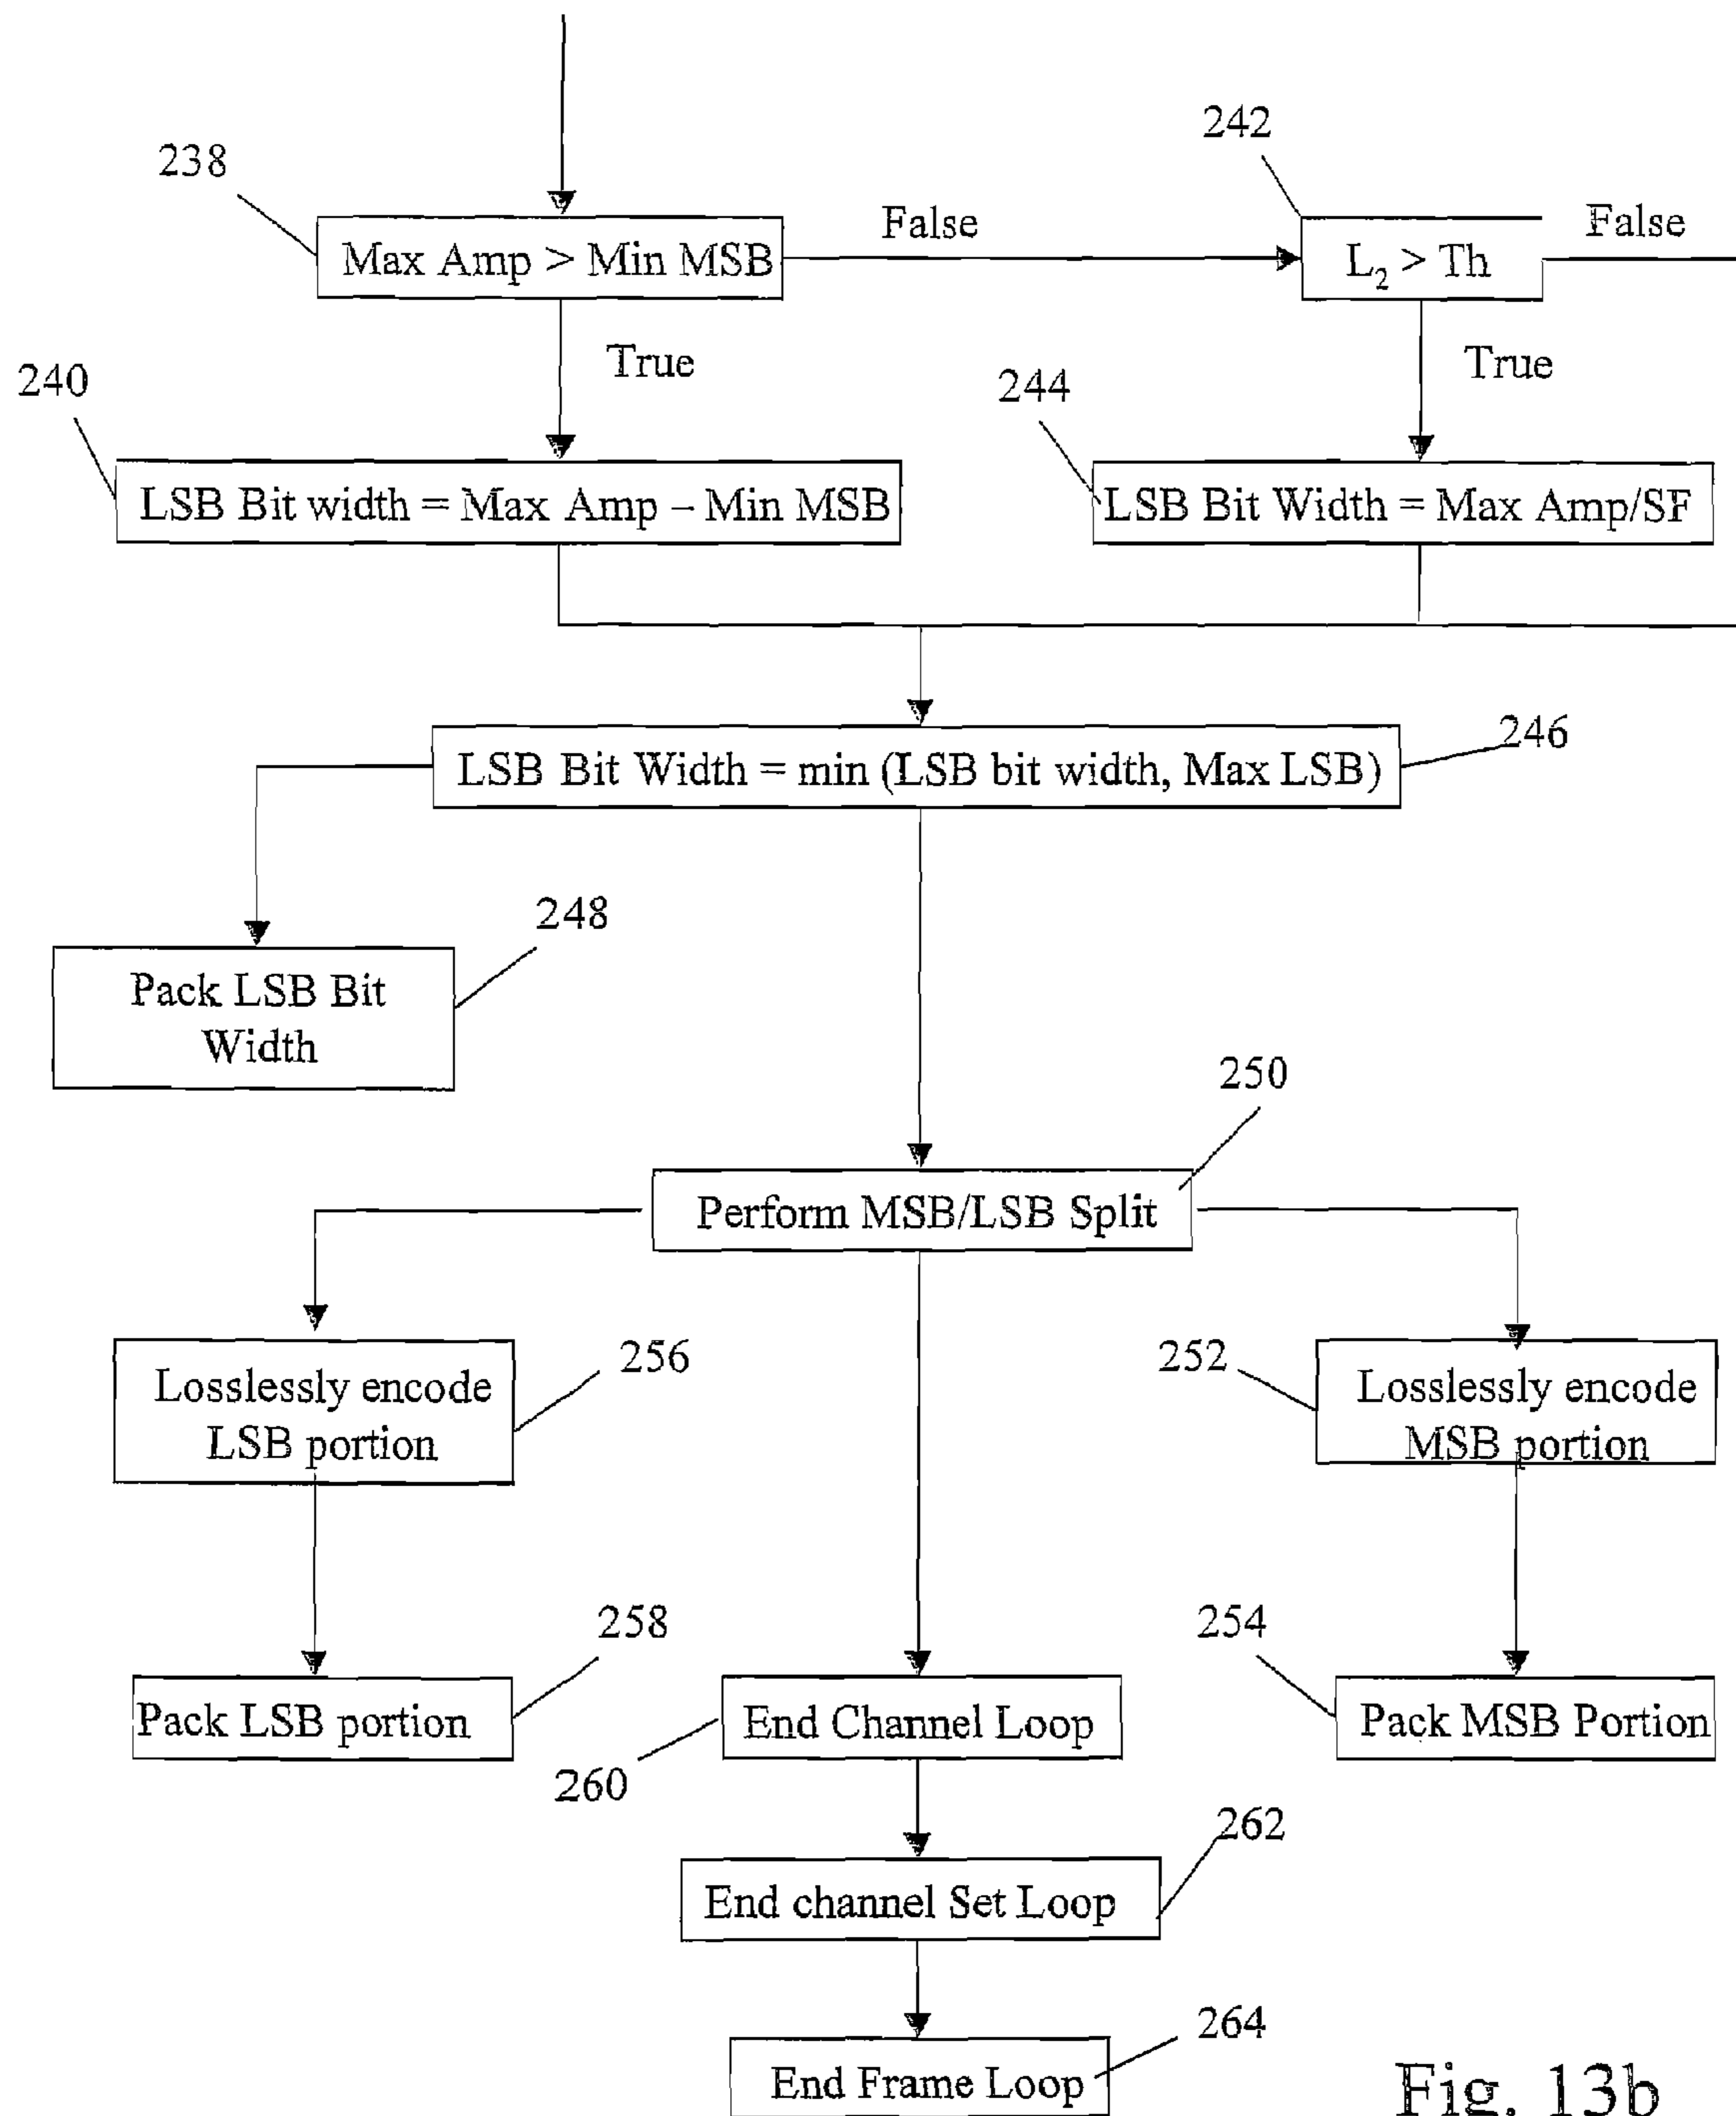 242
238
False
False
Max Amp > Min MSB
L₂ > Th
True
True
240
244
LSB Bit width = Max Amp – Min MSB
LSB Bit Width = Max Amp/SF
246
LSB Bit Width = min (LSB bit width, Max LSB)
248
Pack LSB Bit
Width
250
Perform MSB/LSB Split
256
252
Losslessly encode
LSB portion
Losslessly encode
MSB portion
258
254
Pack LSB portion
End Channel Loop
Pack MSB Portion
260
262
End channel Set Loop
264
End Frame Loop
Fig. 13b